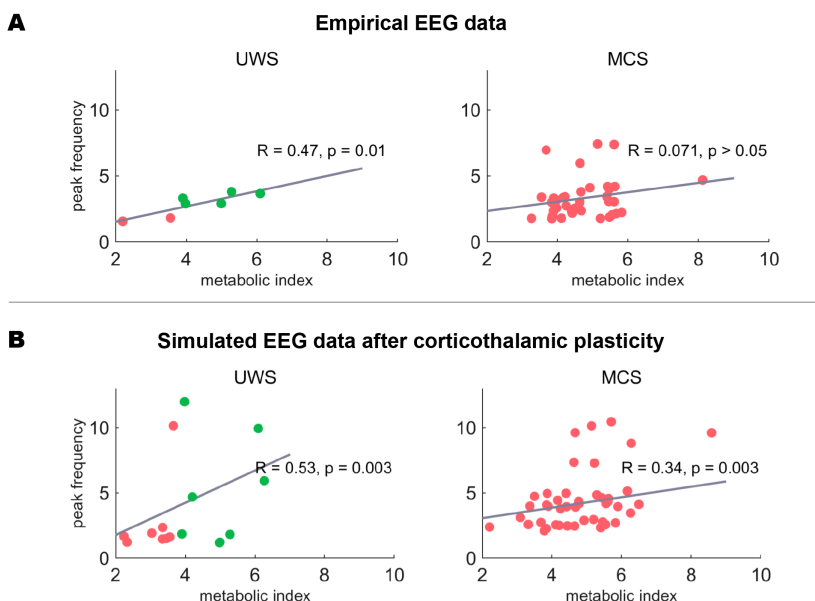 A
Empirical EEG data
UWS
MCS
peak frequency
10
5
0
R = 0.47, p = 0.01
2
4
6
8
10
metabolic index
10
5
0
R = 0.071, p > 0.05
2
4
6
8
10
metabolic index
B
Simulated EEG data after corticothalamic plasticity
UWS
MCS
peak frequency
10
5
0
R = 0.53, p = 0.003
2
4
6
8
10
metabolic index
10
5
0
R = 0.34, p = 0.003
2
4
6
8
10
metabolic index